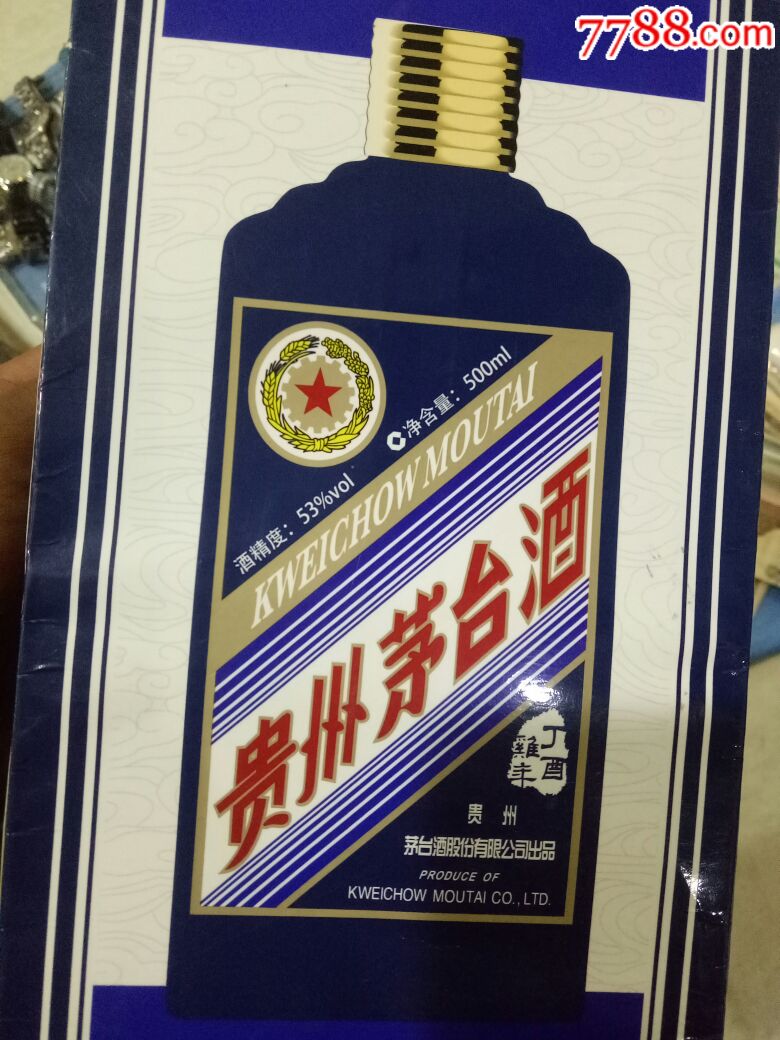 7788.com
净含量：500ml
酒精度：53%vol
KWEICHOW MOUTAI
贵州茅台酒
丁酉
雞年
贵州
茅台酒股份有限公司出品
PRODUCE OF
KWEICHOW MOUTAI CO., LTD.